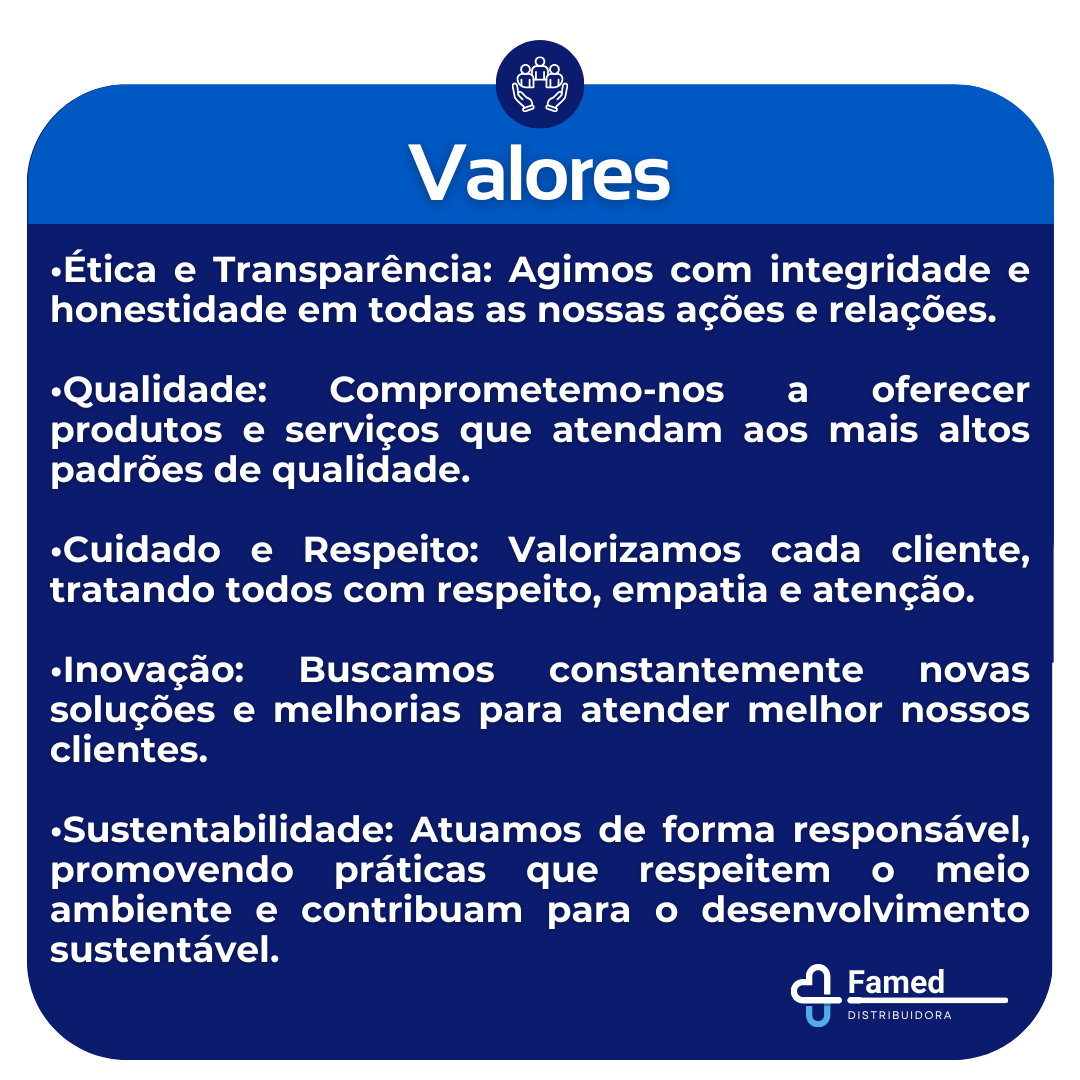 Valores
•Ética e Transparência: Agimos com integridade e
honestidade em todas as nossas ações e relações.
•Qualidade: Comprometemo-nos a oferecer
produtos e serviços que atendam aos mais altos
padrões de qualidade.
•Cuidado e Respeito: Valorizamos cada cliente,
tratando todos com respeito, empatia e atenção.
•Inovação: Buscamos constantemente novas
soluções e melhorias para atender melhor nossos
clientes.
•Sustentabilidade: Atuamos de forma responsável,
promovendo práticas que respeitem o meio
ambiente e contribuam para o desenvolvimento
sustentável.
Famed
DISTRIBUIDORA